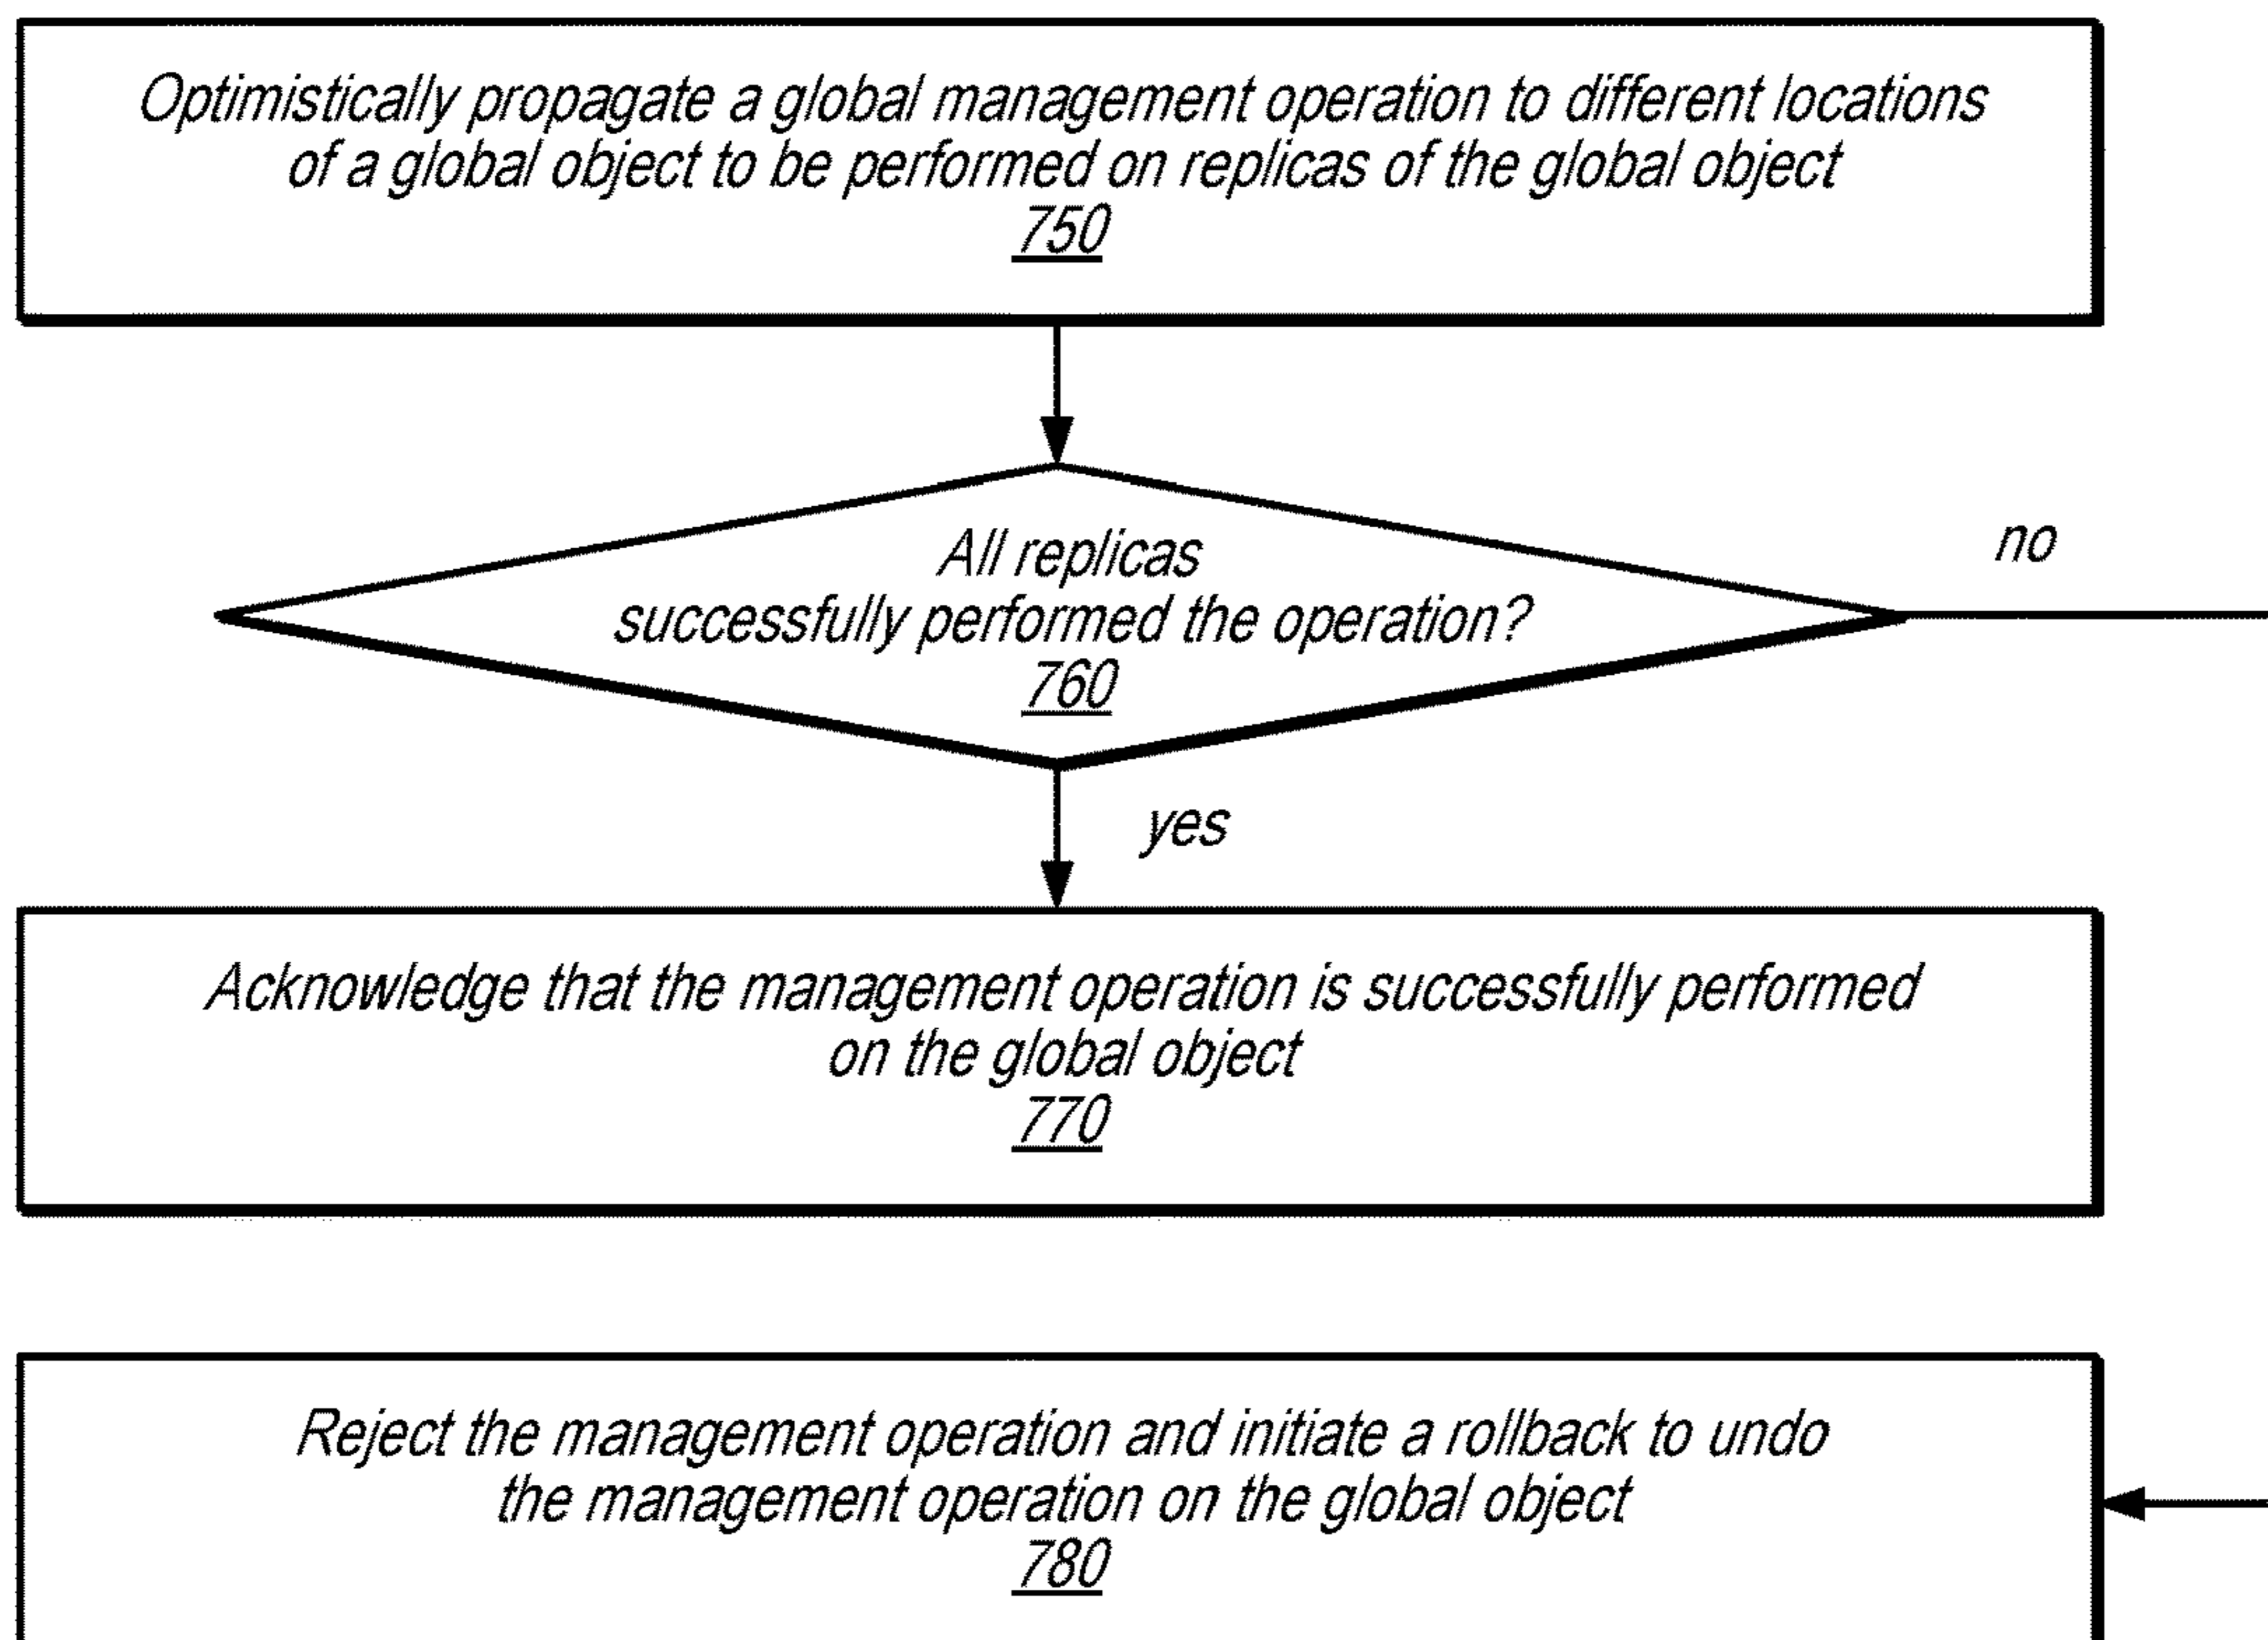 Optimistically propagate a global management operation to different locations
of a global object to be performed on replicas of the global object
750
All replicas
successfully performed the operation?
760
no
yes
Acknowledge that the management operation is successfully performed
on the global object
770
Reject the management operation and initiate a rollback to undo
the management operation on the global object
780